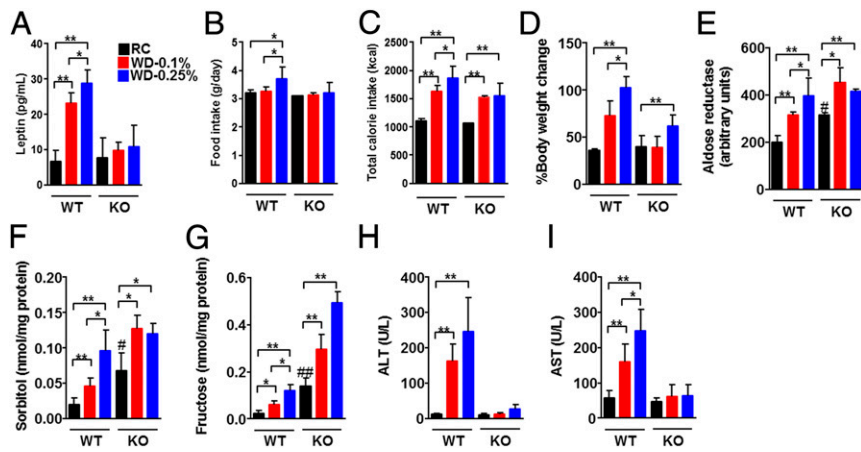 A
Leptin (pg/mL)
40
30
20
10
0
**
*
**
RC
WD-0.1%
WD-0.25%
WT KO
B
Food intake (g/day)
6
4
2
0
*
*
WT KO
C
Total calorie intake (kcal)
2500
2000
1500
1000
500
0
**
*
**
**
**
WT KO
D
%Body weight change
150
100
50
0
**
*
**
WT KO
E
Aldose reductase
(arbitrary units)
600
400
200
0
**
*
**
**
*
#
WT KO
F
Sorbitol (nmol/mg protein)
0.20
0.15
0.10
0.05
0.00
**
*
**
*
*
#
WT KO
G
Fructose (nmol/mg protein)
0.6
0.4
0.2
0.0
**
*
*
**
**
##
WT KO
H
ALT (U/L)
400
300
200
100
0
**
**
WT KO
I
AST (U/L)
400
300
200
100
0
**
*
**
WT KO